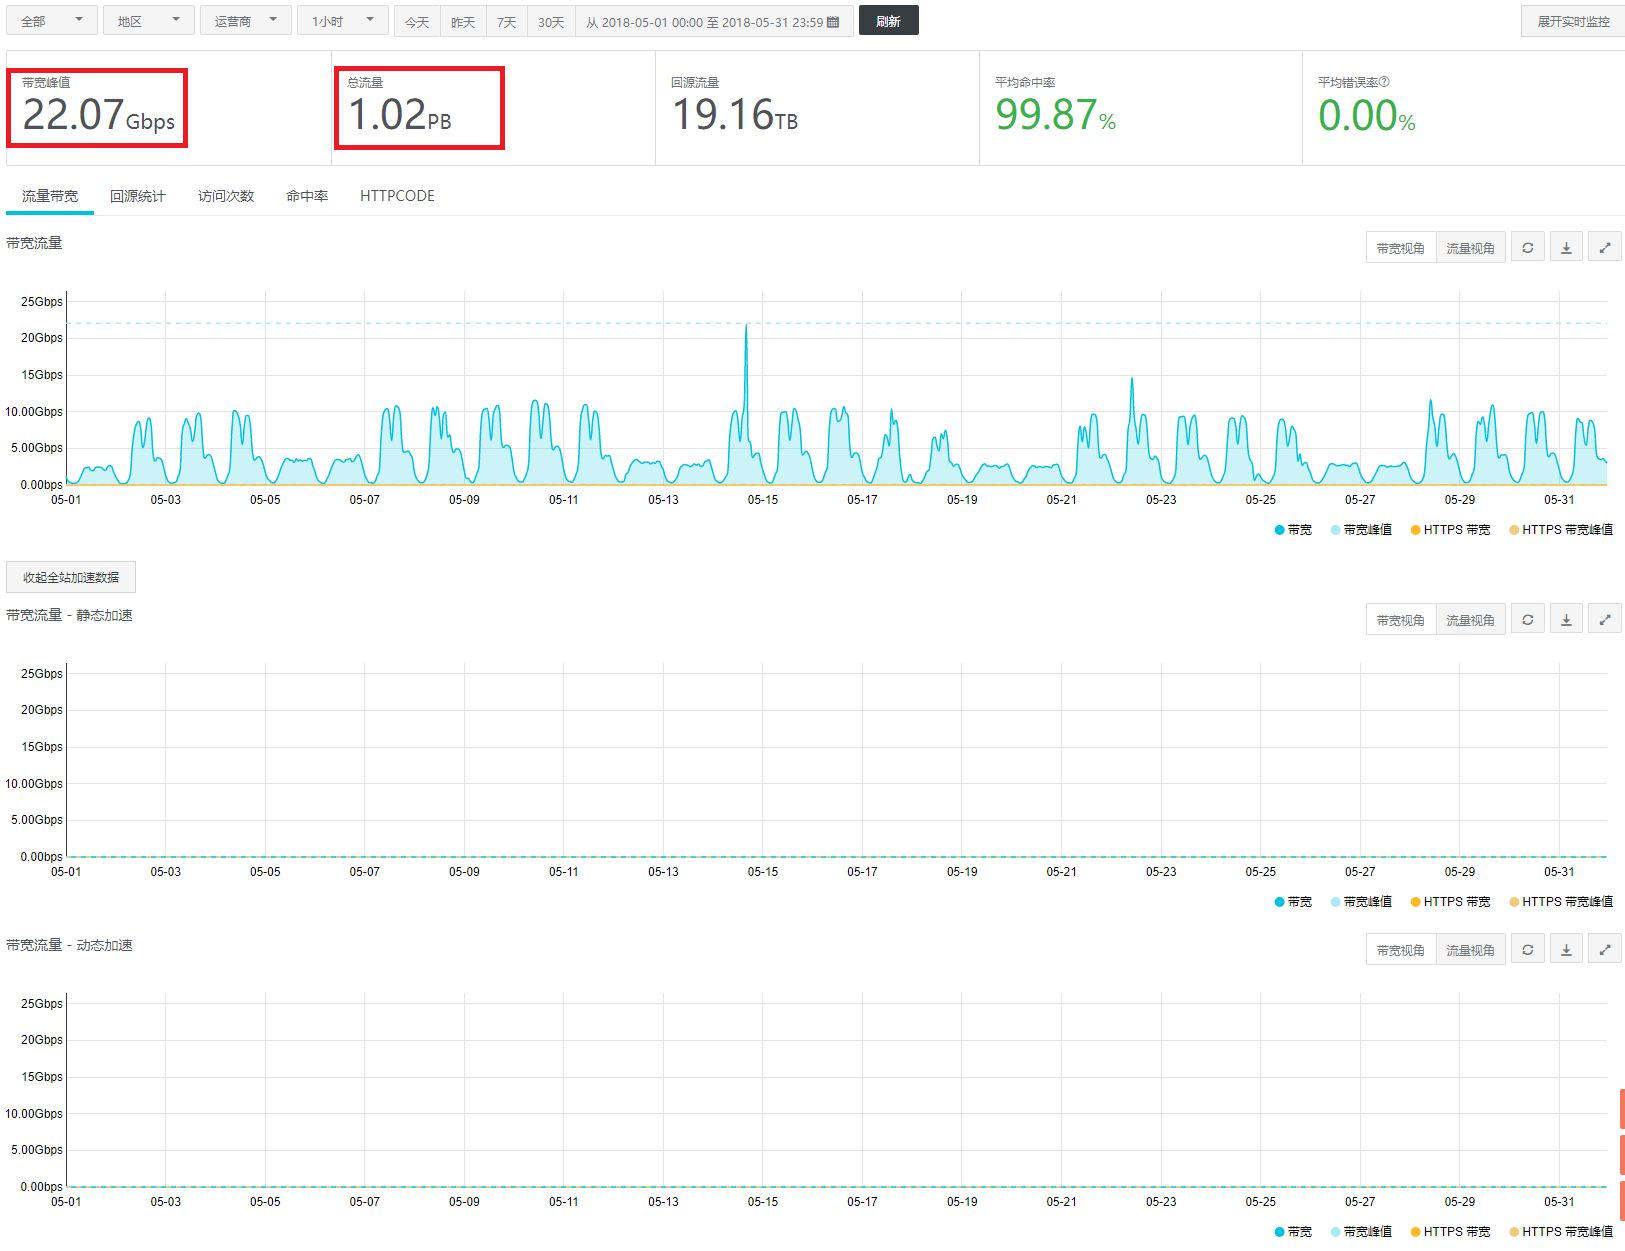 全部 地区 运营商 1小时 今天 昨天 7天 30天 从 2018-05-01 00:00 至 2018-05-31 23:59 刷新 展开实时监控
带宽峰值 总流量 回源流量 平均命中率 平均错误率?
22.07Gbps 1.02PB 19.16TB 99.87% 0.00%
流量带宽 回源统计 访问次数 命中率 HTTPCODE
带宽流量 带宽视角 流量视角
25Gbps
20Gbps
15Gbps
10.00Gbps
5.00Gbps
0.00bps
05-01 05-03 05-05 05-07 05-09 05-11 05-13 05-15 05-17 05-19 05-21 05-23 05-25 05-27 05-29 05-31
带宽 带宽峰值 HTTPS 带宽 HTTPS 带宽峰值
收起全站加速数据
带宽流量 - 静态加速 带宽视角 流量视角
25Gbps
20Gbps
15Gbps
10.00Gbps
5.00Gbps
0.00bps
05-01 05-03 05-05 05-07 05-09 05-11 05-13 05-15 05-17 05-19 05-21 05-23 05-25 05-27 05-29 05-31
带宽 带宽峰值 HTTPS 带宽 HTTPS 带宽峰值
带宽流量 - 动态加速 带宽视角 流量视角
25Gbps
20Gbps
15Gbps
10.00Gbps
5.00Gbps
0.00bps
05-01 05-03 05-05 05-07 05-09 05-11 05-13 05-15 05-17 05-19 05-21 05-23 05-25 05-27 05-29 05-31
带宽 带宽峰值 HTTPS 带宽 HTTPS 带宽峰值